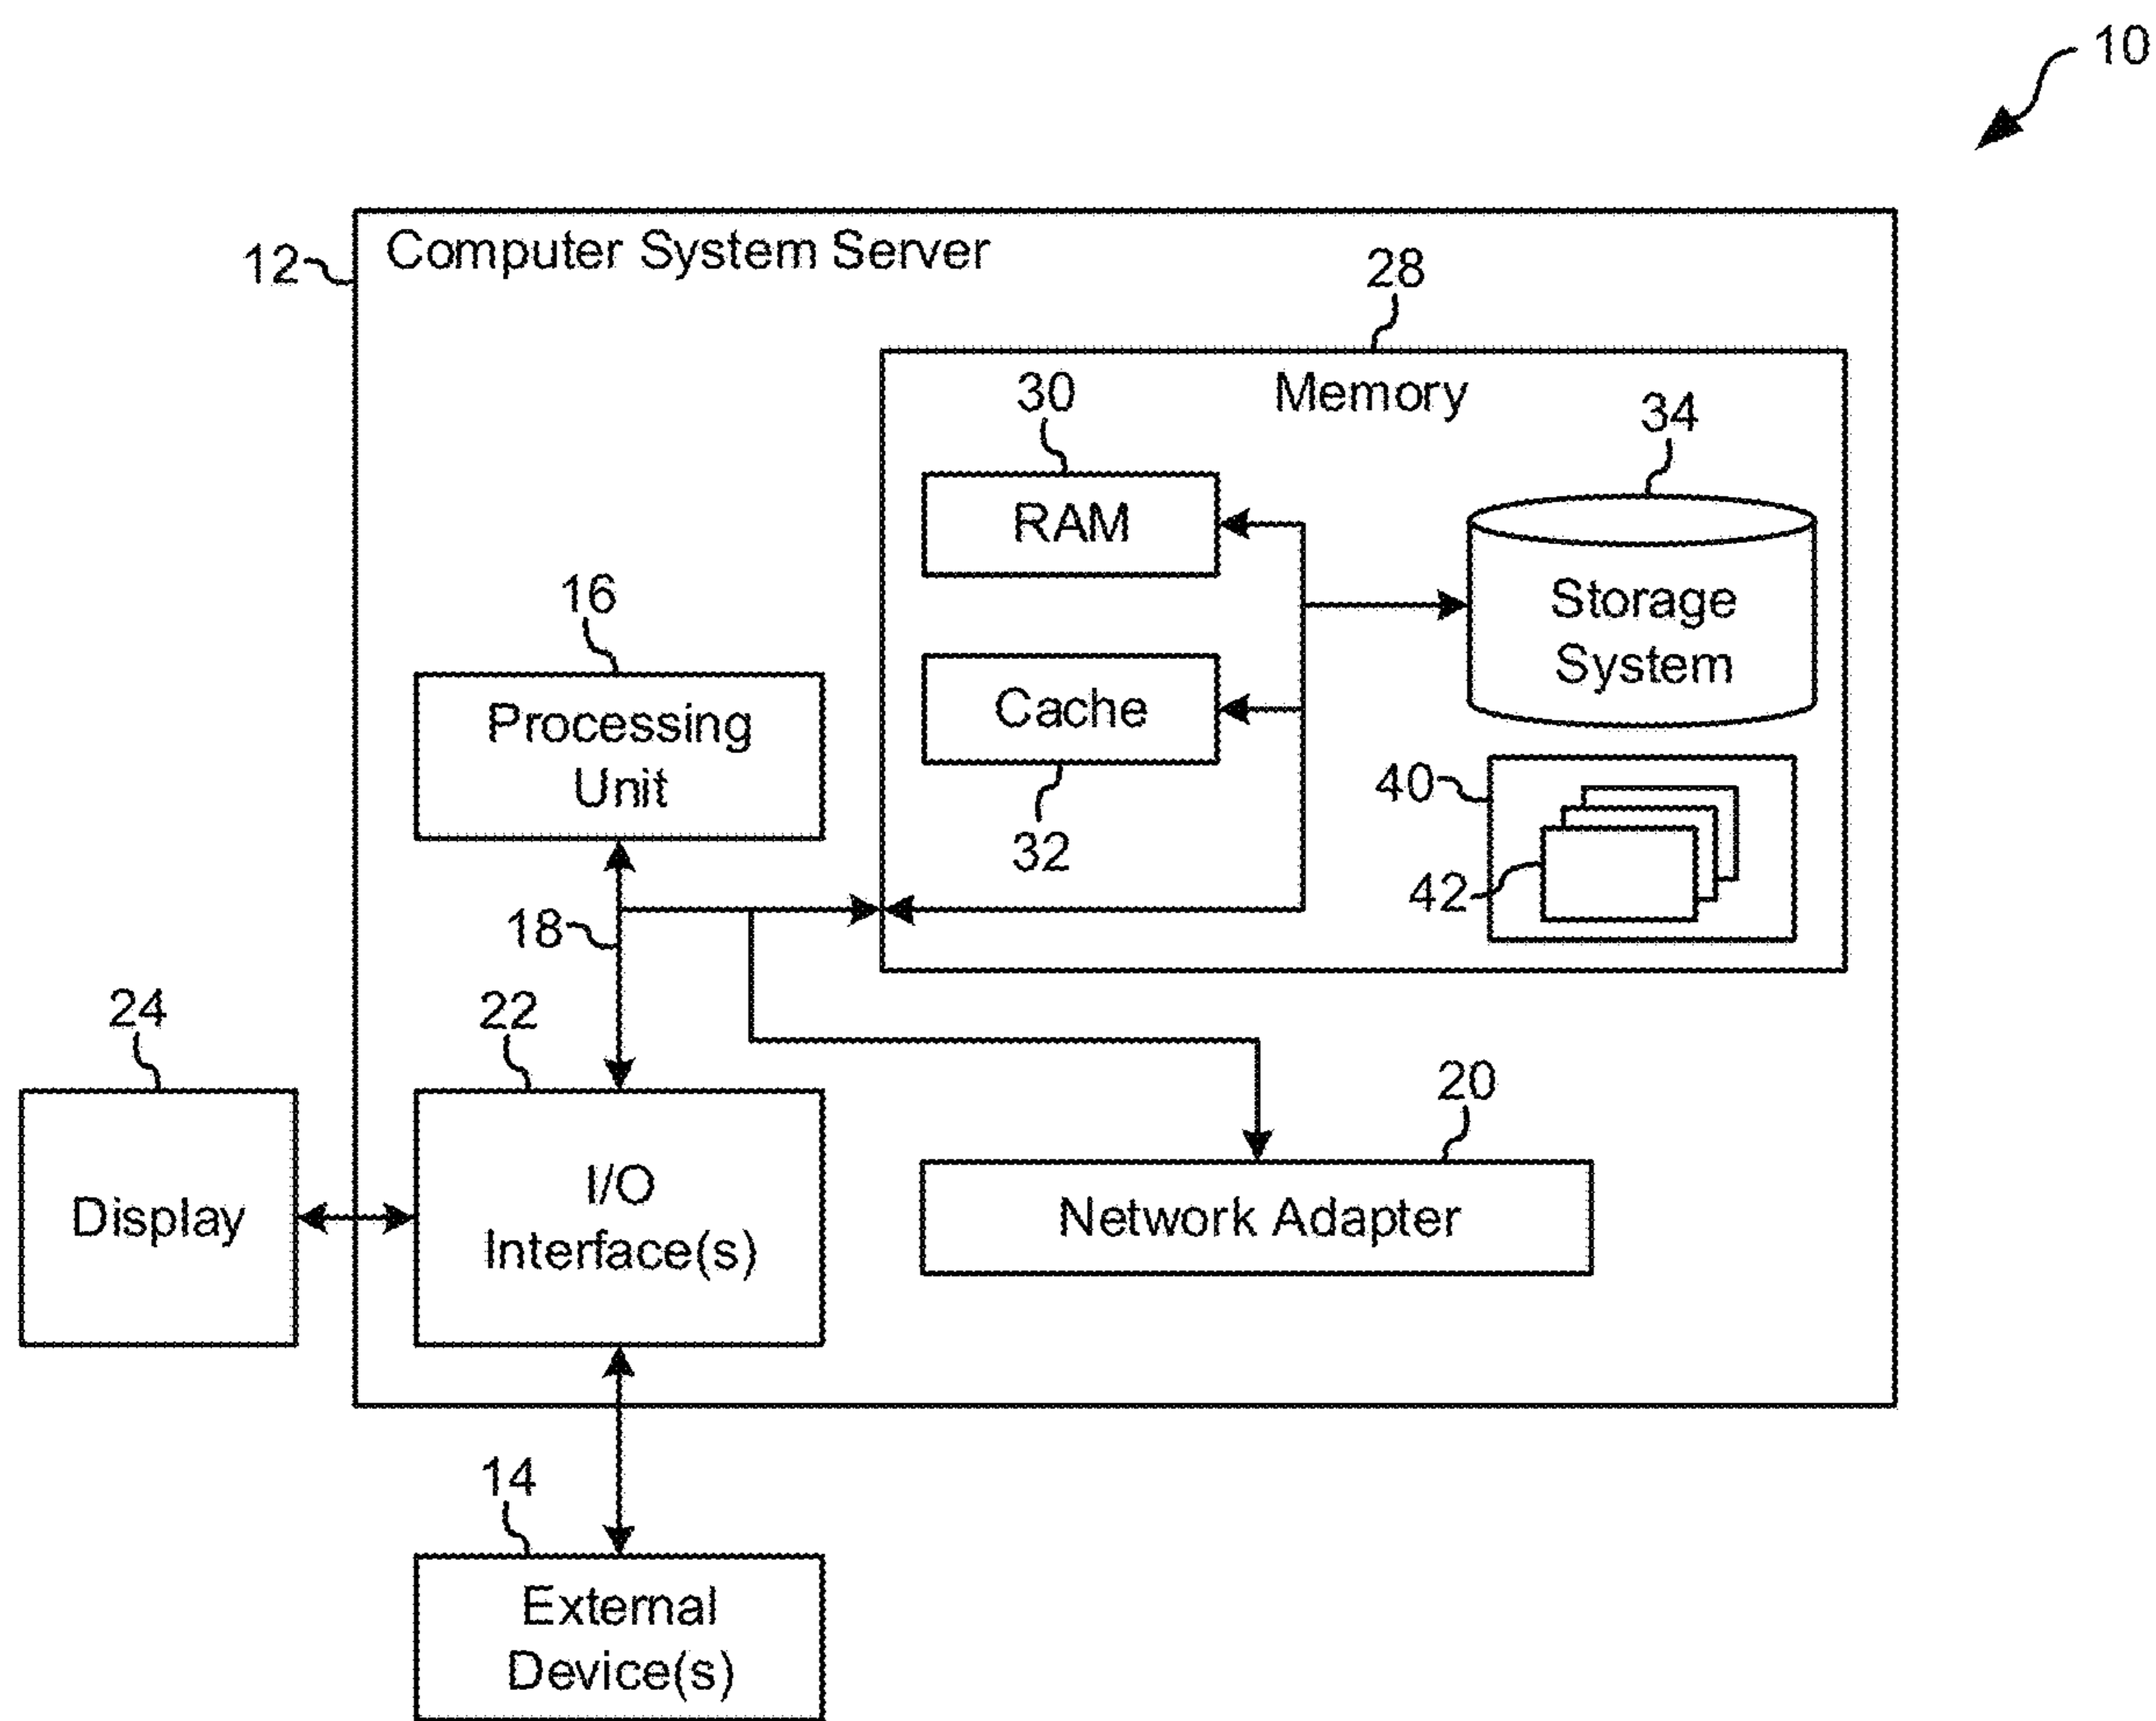 10
12
Computer System Server
28
Memory
30
34
RAM
Storage
System
16
Processing
Unit
Cache
32
40
42
18
24
22
20
Display
I/O
Interface(s)
Network Adapter
14
External
Device(s)